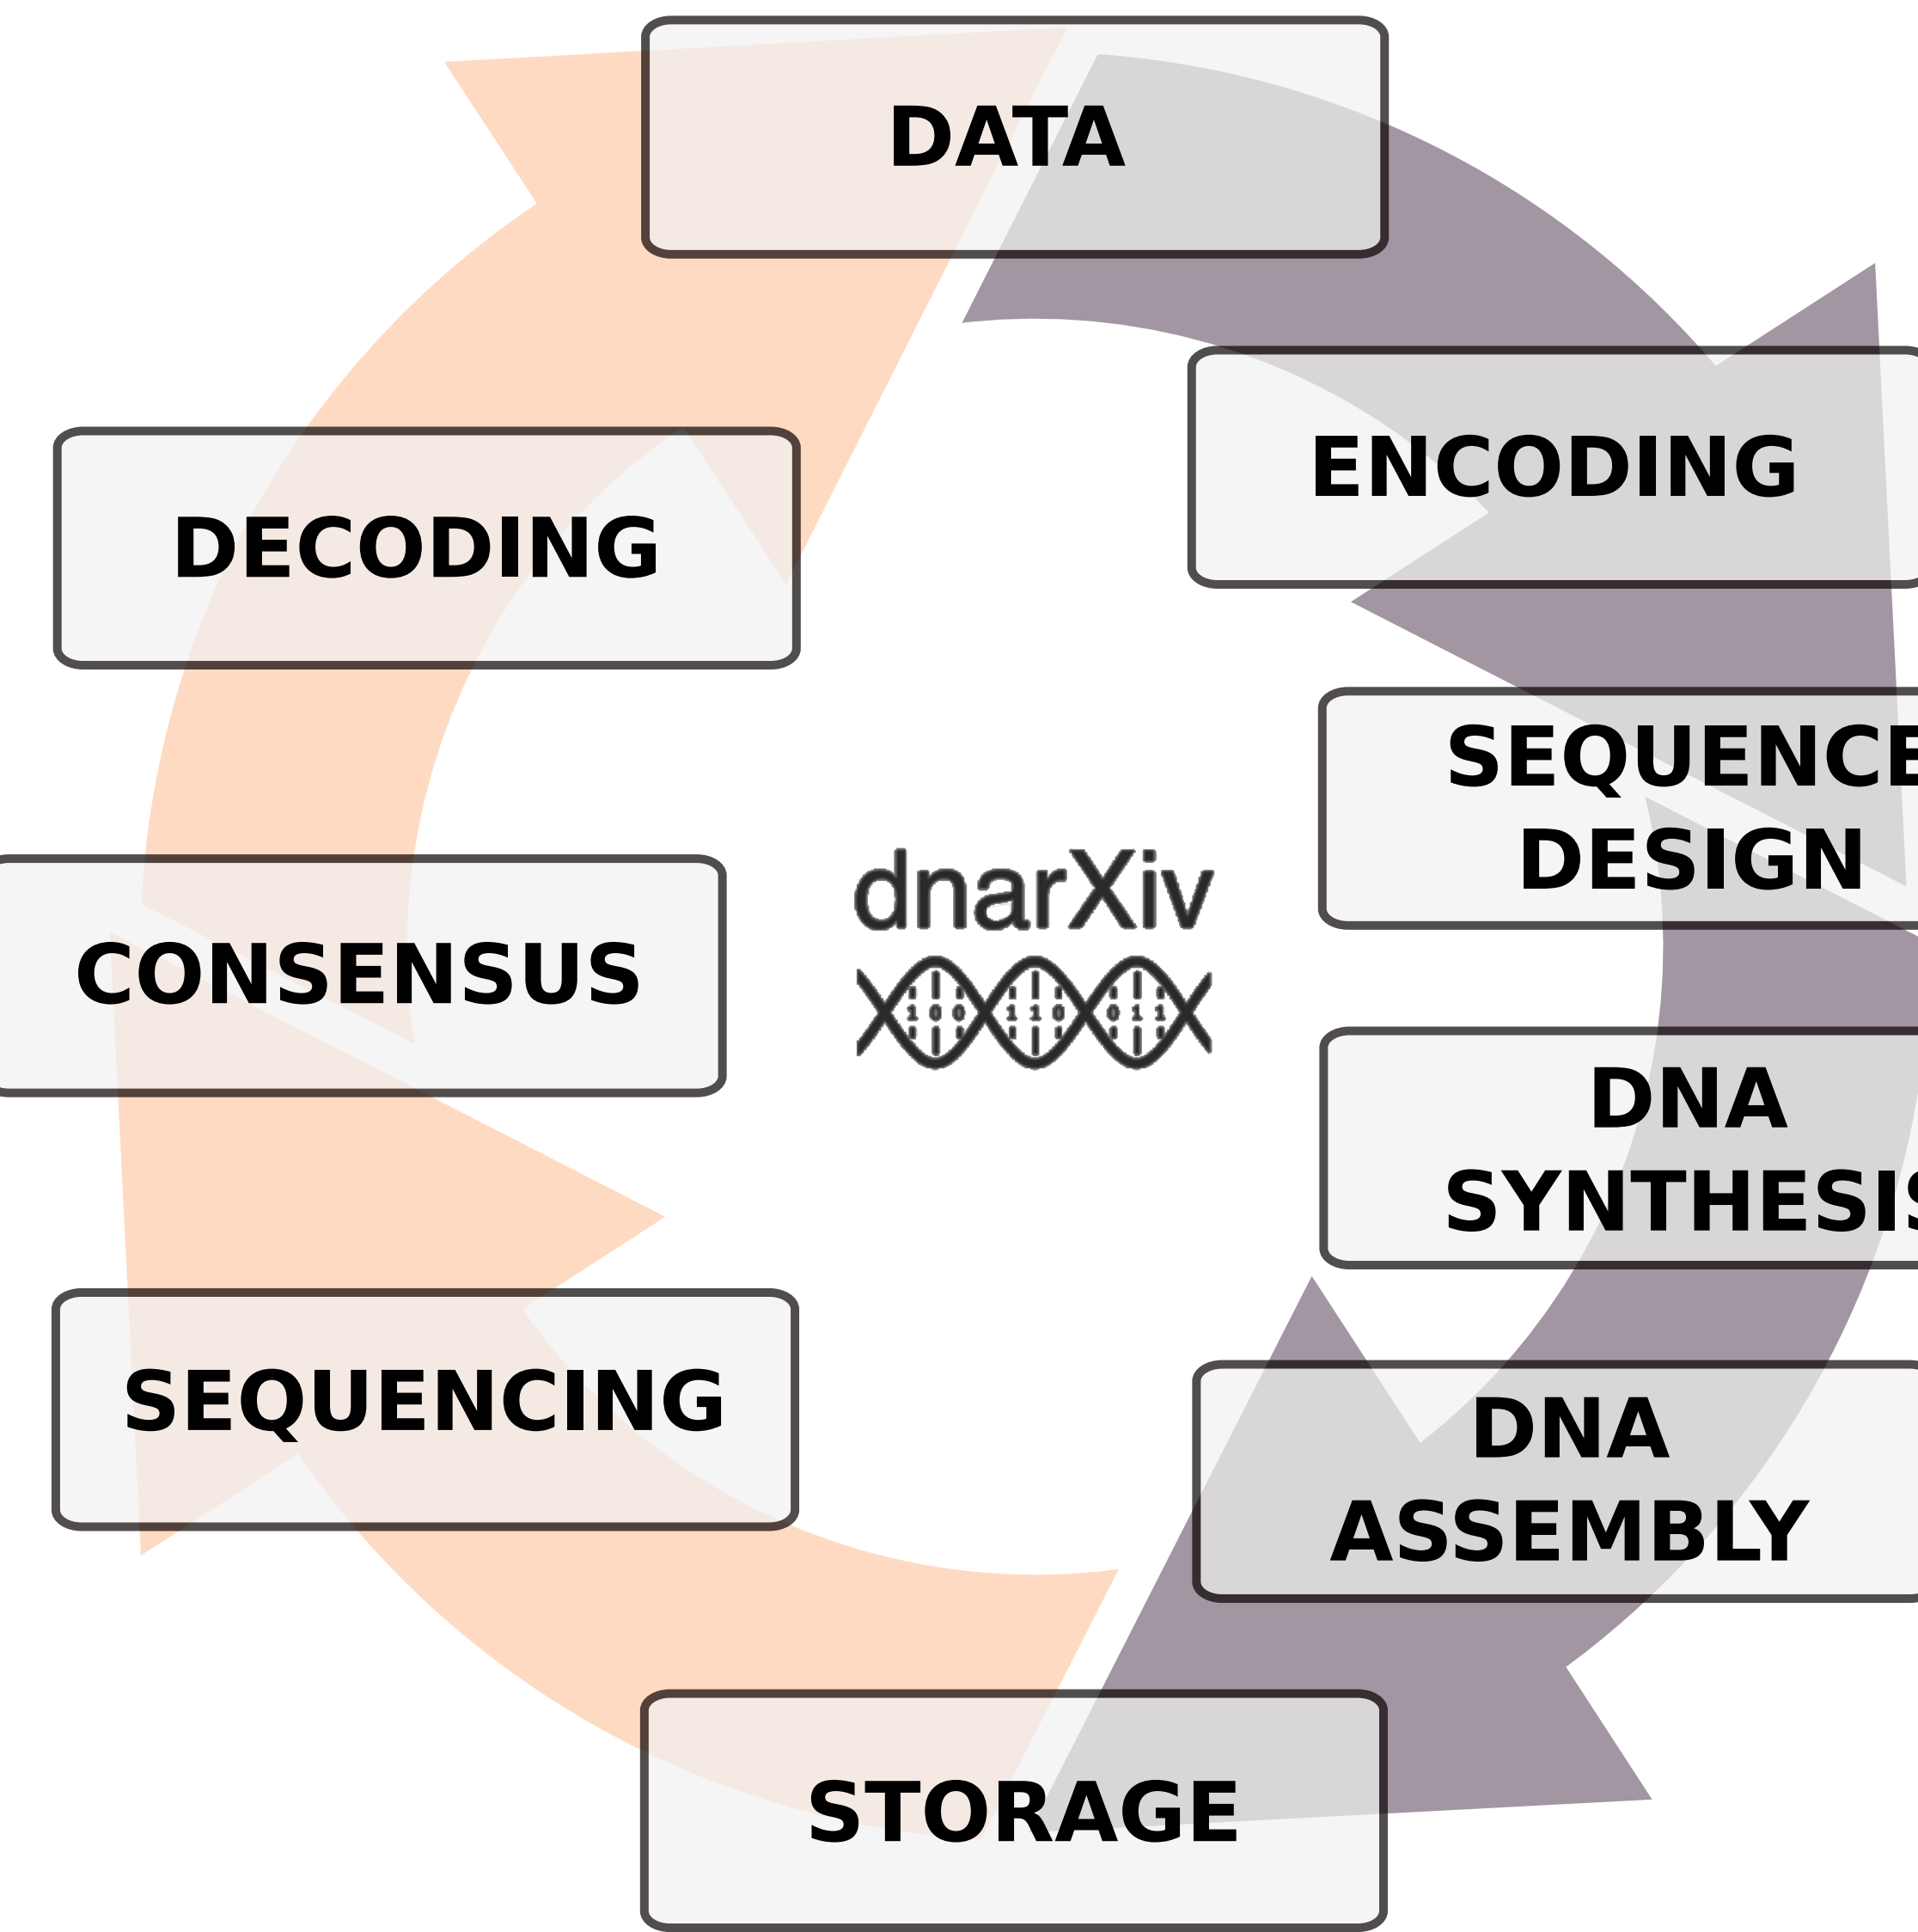 DATA
ENCODING
SEQUENCE
DESIGN
DNA
SYNTHESIS
DNA
ASSEMBLY
STORAGE
SEQUENCING
CONSENSUS
DECODING
dnarXiv
100 110 011